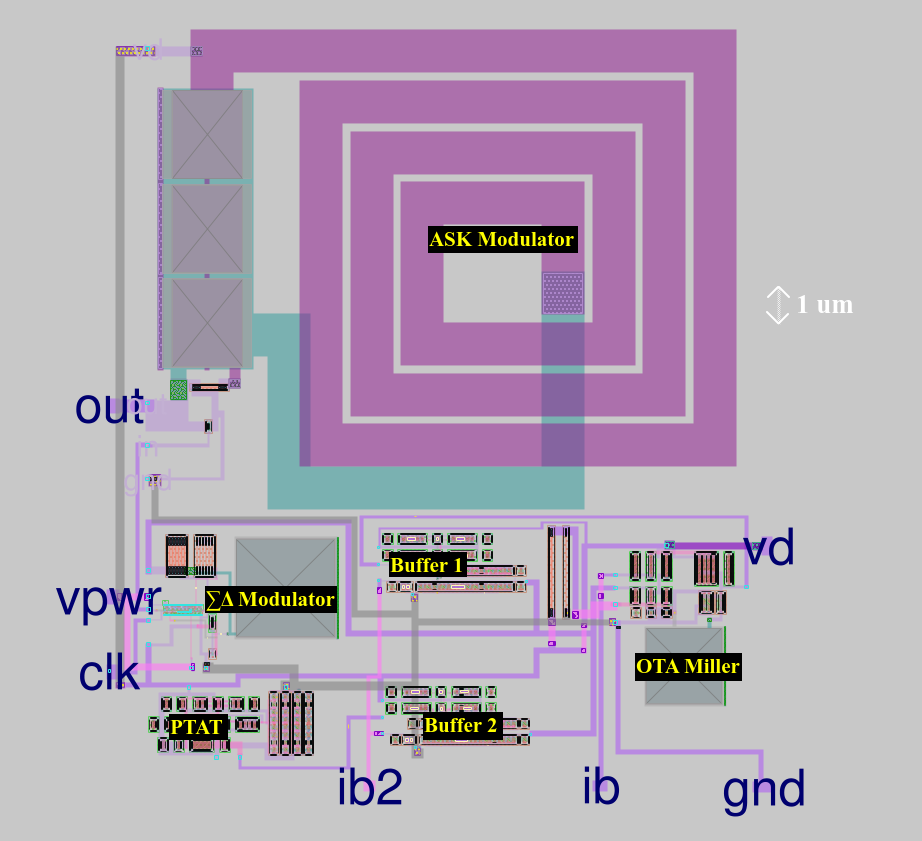 ASK Modulator
1 um
out
gnd
Buffer 1
vd
vpwr
∑Δ Modulator
OTA Miller
clk
PTAT
Buffer 2
ib2
ib
gnd